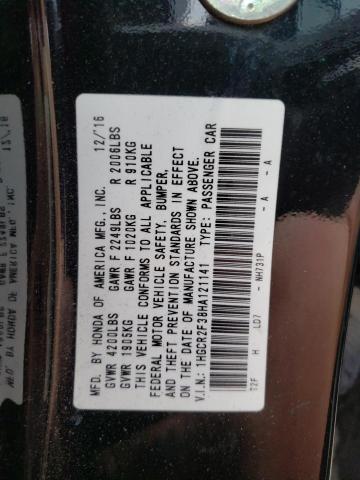 MFD. BY HONDA OF AMERICA MFG., INC. 12/16
GVWR 4200LBS GAWR F 2249LBS R 2006LBS
GVWR 1905KG GAWR F 1020KG R 910KG
THIS VEHICLE CONFORMS TO ALL APPLICABLE
FEDERAL MOTOR VEHICLE SAFETY, BUMPER,
AND THEFT PREVENTION STANDARDS IN EFFECT
ON THE DATE OF MANUFACTURE SHOWN ABOVE.
V.I.N.: 1HGCR2F38HA121141 TYPE: PASSENGER CAR
T2F H LD7 - NH731P - A - A